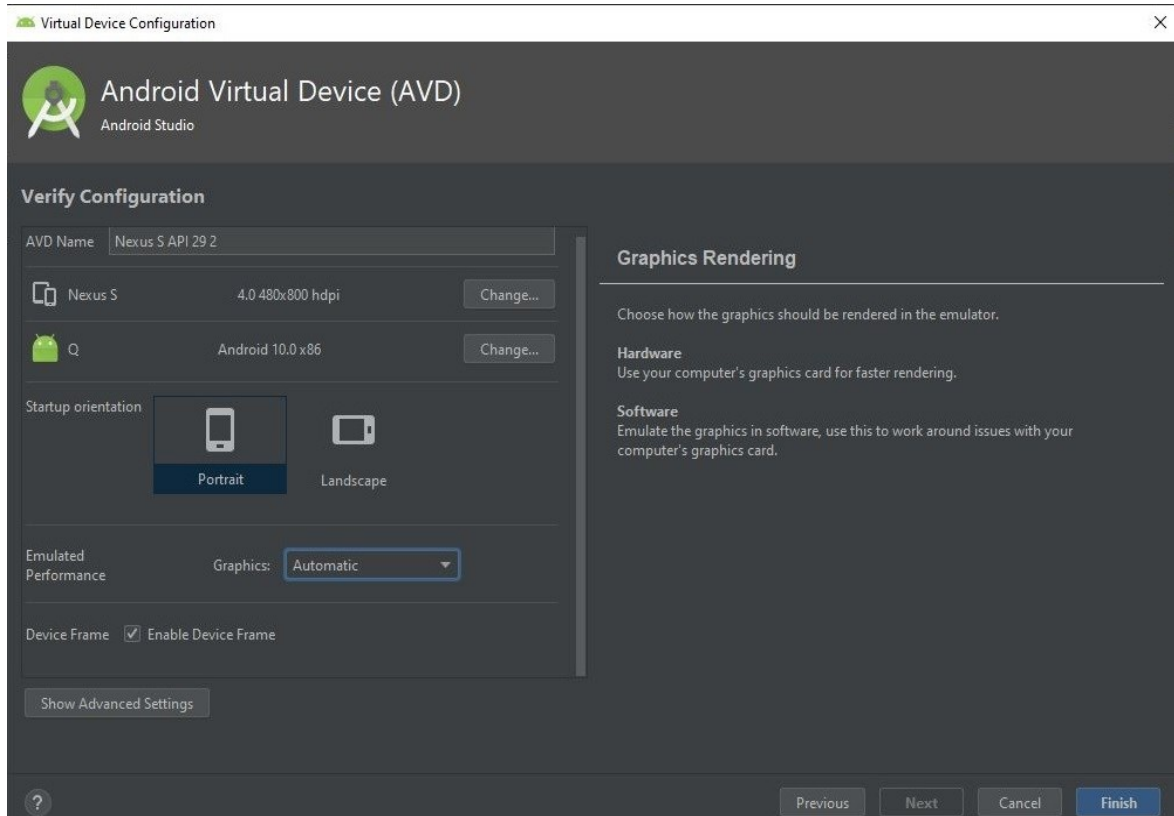 Virtual Device Configuration
Android Virtual Device (AVD)
Android Studio
Verify Configuration
AVD Name Nexus S API 29 2
Nexus S 4.0 480x800 hdpi Change...
Q Android 10.0 x86 Change...
Startup orientation
Portrait
Landscape
Emulated
Performance
Graphics: Automatic
Device Frame Enable Device Frame
Show Advanced Settings
Graphics Rendering
Choose how the graphics should be rendered in the emulator.
Hardware
Use your computer's graphics card for faster rendering.
Software
Emulate the graphics in software, use this to work around issues with your
computer's graphics card.
?
Previous Next Cancel Finish